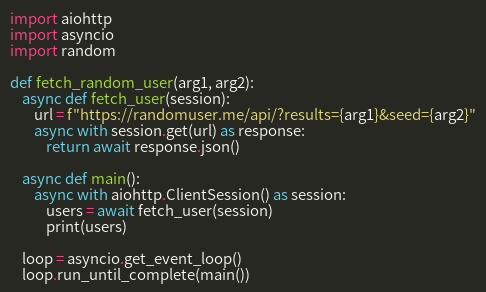 import aiohttp
import asyncio
import random

def fetch_random_user(arg1, arg2):
    async def fetch_user(session):
        url = f"https://randomuser.me/api/?results={arg1}&seed={arg2}"
        async with session.get(url) as response:
            return await response.json()

    async def main():
        async with aiohttp.ClientSession() as session:
            users = await fetch_user(session)
            print(users)

    loop = asyncio.get_event_loop()
    loop.run_until_complete(main())